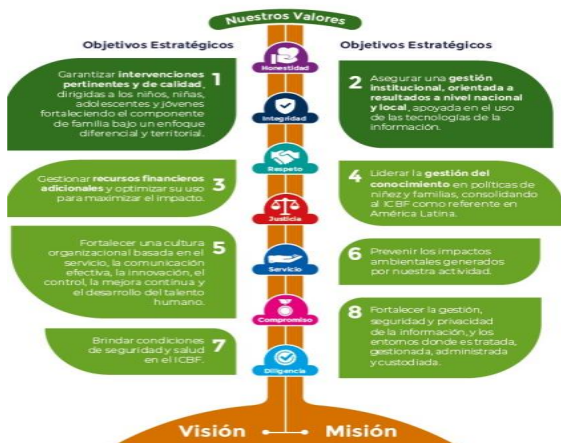 Nuestros Valores
Objetivos Estratégicos
Objetivos Estratégicos
Honestidad
1
Garantizar intervenciones
pertinentes y de calidad,
dirigidas a los niños, niñas,
adolescentes y jóvenes
fortaleciendo el componente
de familia bajo un enfoque
diferencial y territorial.
2
Asegurar una gestión
institucional, orientada a
resultados a nivel nacional
y local, apoyada en el uso
de las tecnologías de la
información.
Integridad
Respeto
3
Gestionar recursos financieros
adicionales y optimizar su uso
para maximizar el impacto.
4
Liderar la gestión del
conocimiento en políticas de
niñez y familias, consolidando
al ICBF como referente en
América Latina.
Justicia
5
Fortalecer una cultura
organizacional basada en el
servicio, la comunicación
efectiva, la innovación, el
control, la mejora continua y
el desarrollo del talento
humano.
6
Prevenir los impactos
ambientales generados
por nuestra actividad.
Servicio
Compromiso
7
Brindar condiciones
de seguridad y salud
en el ICBF.
8
Fortalecer la gestión,
seguridad y privacidad
de la información, y los
entornos donde es tratada,
gestionada, administrada
y custodiada.
Diligencia
Visión
Misión